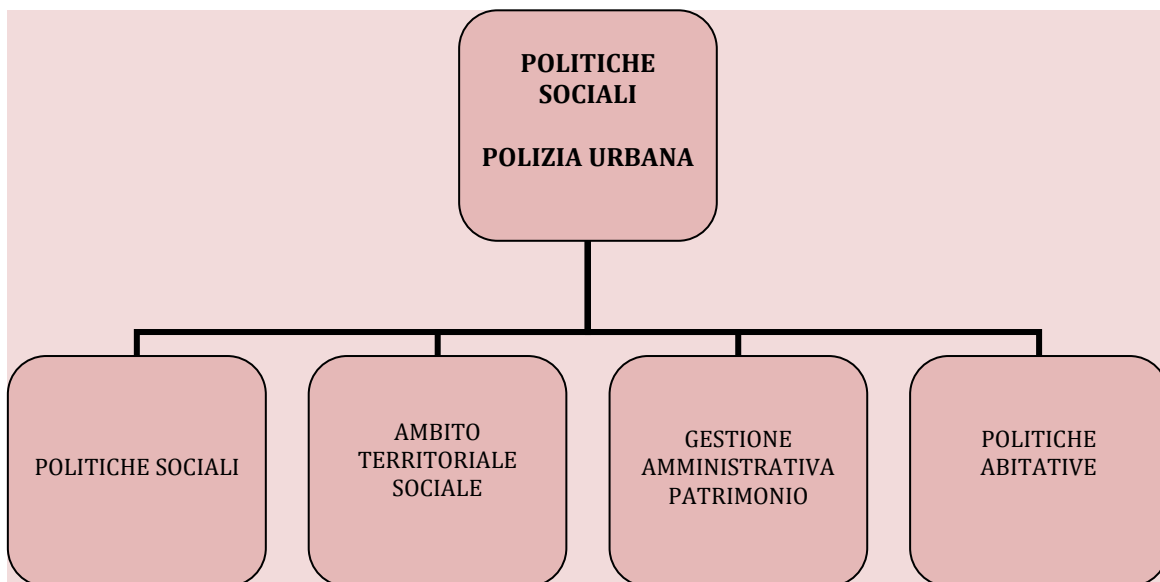 POLITICHE
SOCIALI
POLIZIA URBANA
POLITICHE SOCIALI
AMBITO
TERRITORIALE
SOCIALE
GESTIONE
AMMINISTRATIVA
PATRIMONIO
POLITICHE
ABITATIVE